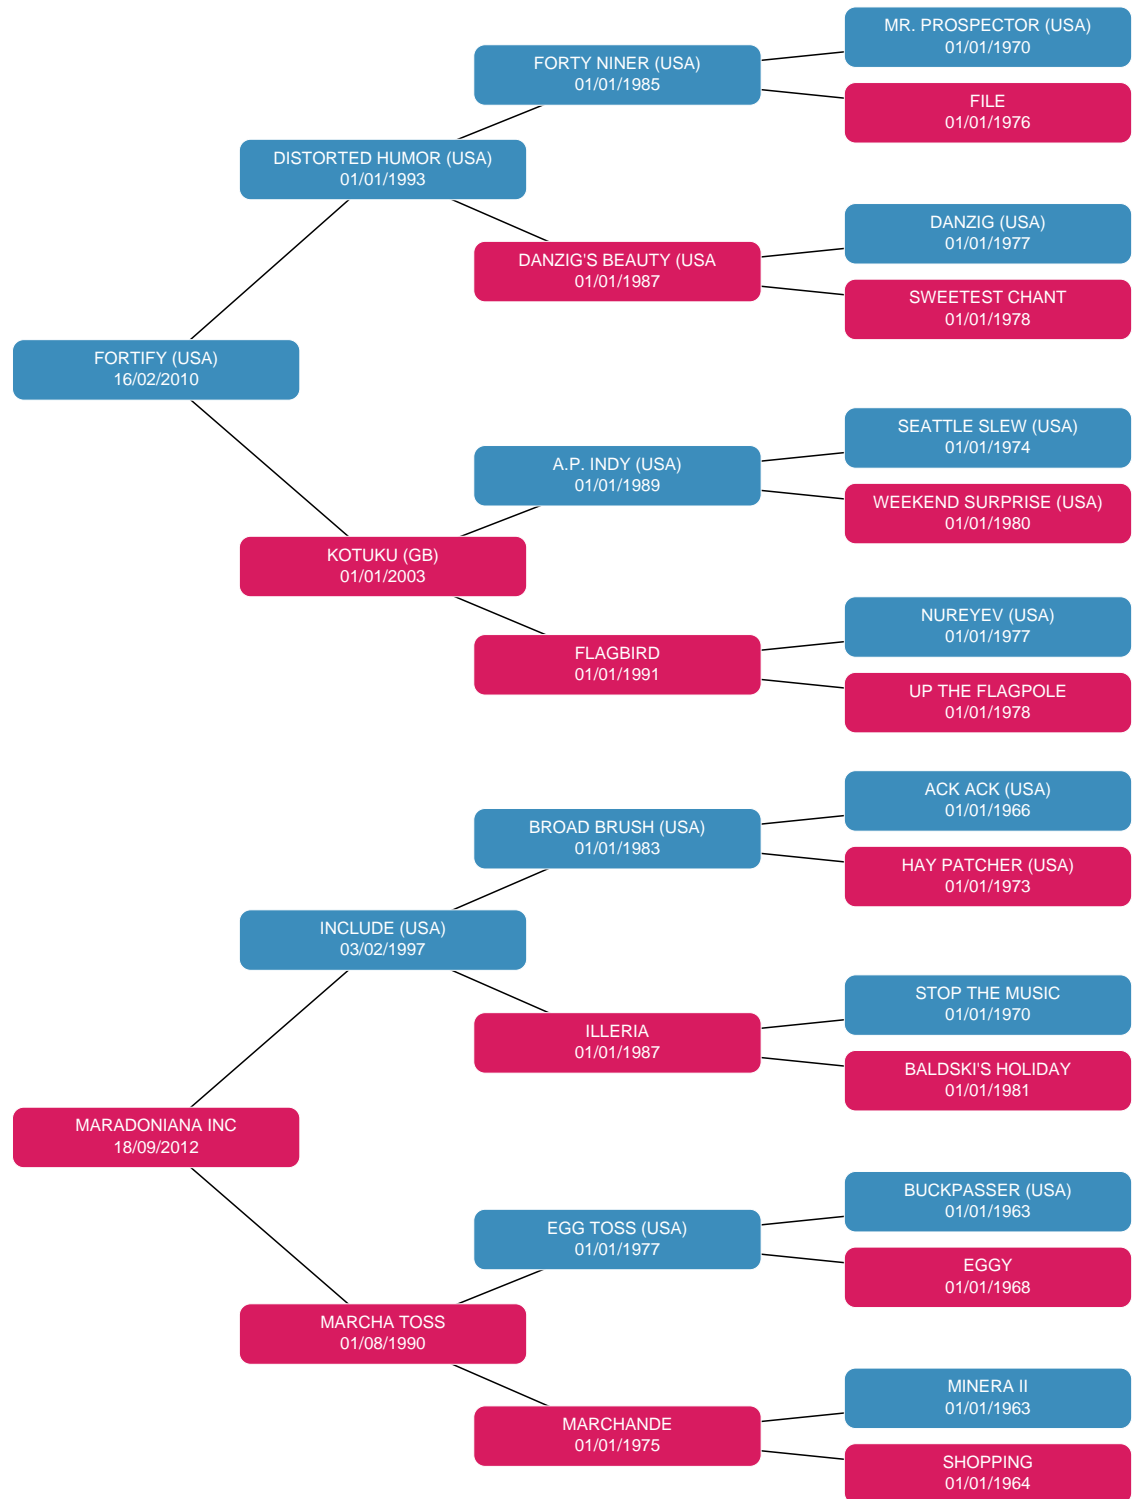 MR. PROSPECTOR (USA)
01/01/1970
FORTY NINER (USA)
01/01/1985
FILE
01/01/1976
DISTORTED HUMOR (USA)
01/01/1993
DANZIG (USA)
01/01/1977
DANZIG'S BEAUTY (USA
01/01/1987
SWEETEST CHANT
01/01/1978
FORTIFY (USA)
16/02/2010
SEATTLE SLEW (USA)
01/01/1974
A.P. INDY (USA)
01/01/1989
WEEKEND SURPRISE (USA)
01/01/1980
KOTUKU (GB)
01/01/2003
NUREYEV (USA)
01/01/1977
FLAGBIRD
01/01/1991
UP THE FLAGPOLE
01/01/1978
ACK ACK (USA)
01/01/1966
BROAD BRUSH (USA)
01/01/1983
HAY PATCHER (USA)
01/01/1973
INCLUDE (USA)
03/02/1997
STOP THE MUSIC
01/01/1970
ILLERIA
01/01/1987
BALDSKI'S HOLIDAY
01/01/1981
MARADONIANA INC
18/09/2012
BUCKPASSER (USA)
01/01/1963
EGG TOSS (USA)
01/01/1977
EGGY
01/01/1968
MARCHA TOSS
01/08/1990
MINERA II
01/01/1963
MARCHANDE
01/01/1975
SHOPPING
01/01/1964